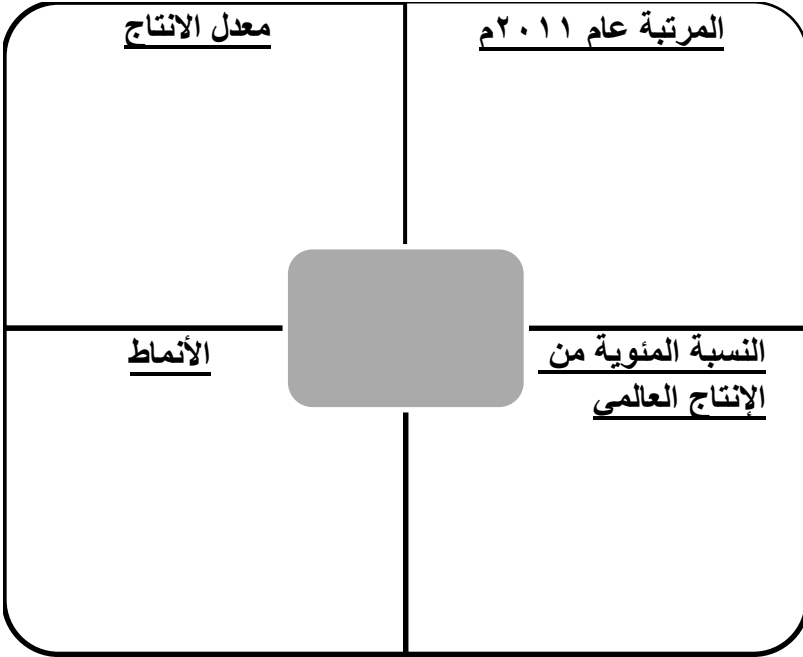 المرتبة عام ٢٠١١م
معدل الانتاج
النسبة المئوية من
الإنتاج العالمي
الأنماط